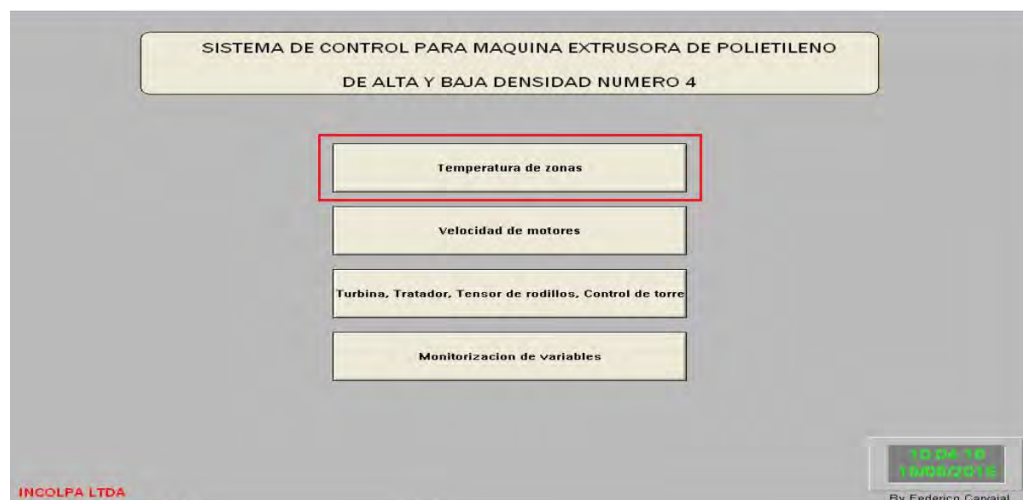 SISTEMA DE CONTROL PARA MAQUINA EXTRUSORA DE POLIETILENO
DE ALTA Y BAJA DENSIDAD NUMERO 4
Temperatura de zonas
Velocidad de motores
Turbina, Tratador, Tensor de rodillos, Control de torre
Monitorizacion de variables
INCOLPA LTDA
By Federico Carvajal